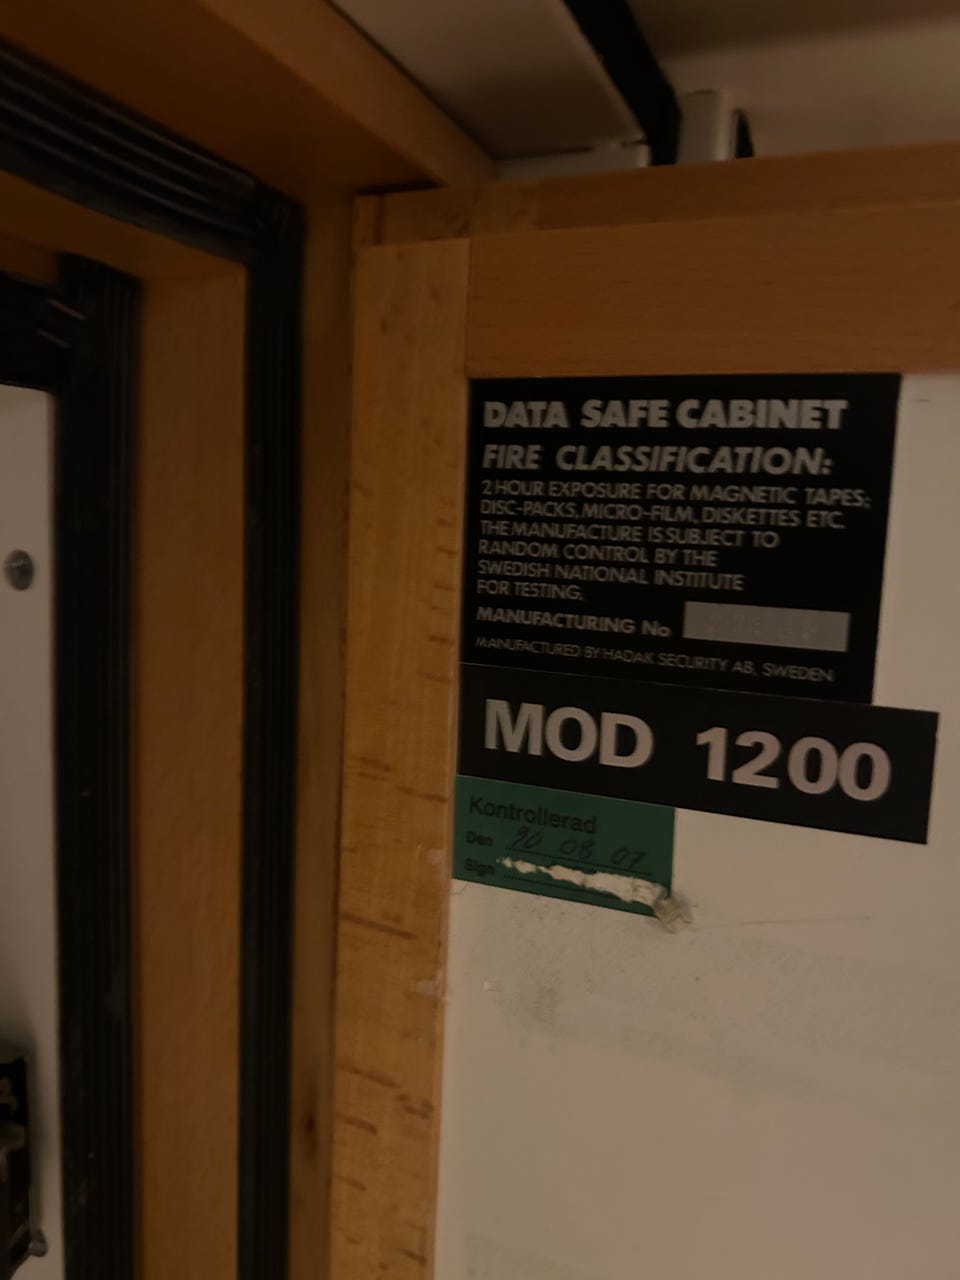 DATA SAFE CABINET
FIRE CLASSIFICATION:
2 HOUR EXPOSURE FOR MAGNETIC TAPES;
DISC-PACKS, MICRO-FILM, DISKETTES ETC.
THE MANUFACTURE IS SUBJECT TO
RANDOM CONTROL BY THE
SWEDISH NATIONAL INSTITUTE
FOR TESTING.
MANUFACTURING No
MANUFACTURED BY HADAK SECURITY AB, SWEDEN
MOD 1200
Kontrollerad
Den 90 08 07
Sign